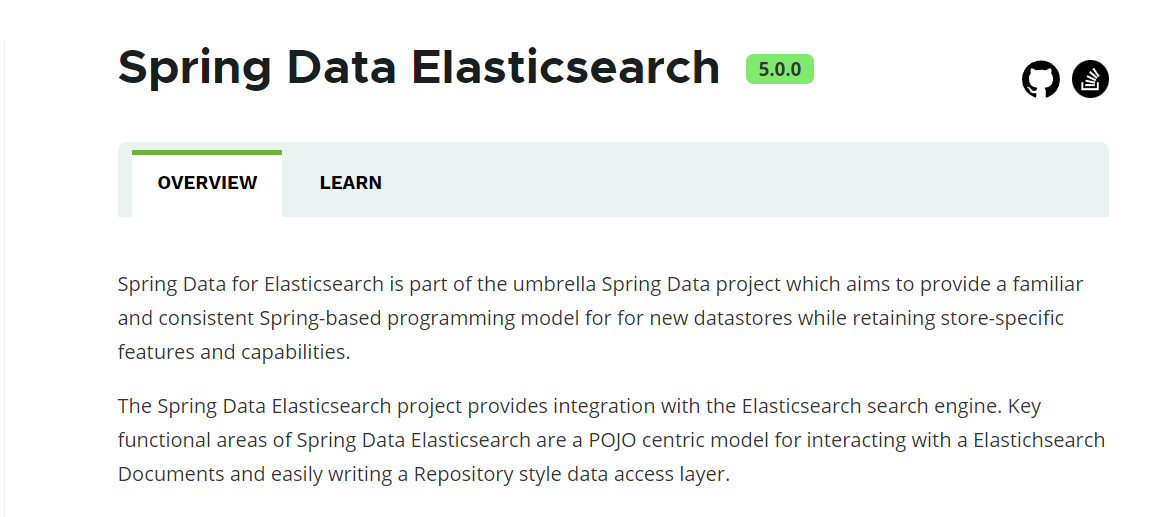 Spring Data Elasticsearch 5.0.0
OVERVIEW LEARN
Spring Data for Elasticsearch is part of the umbrella Spring Data project which aims to provide a familiar
and consistent Spring-based programming model for for new datastores while retaining store-specific
features and capabilities.
The Spring Data Elasticsearch project provides integration with the Elasticsearch search engine. Key
functional areas of Spring Data Elasticsearch are a POJO centric model for interacting with a Elastichsearch
Documents and easily writing a Repository style data access layer.